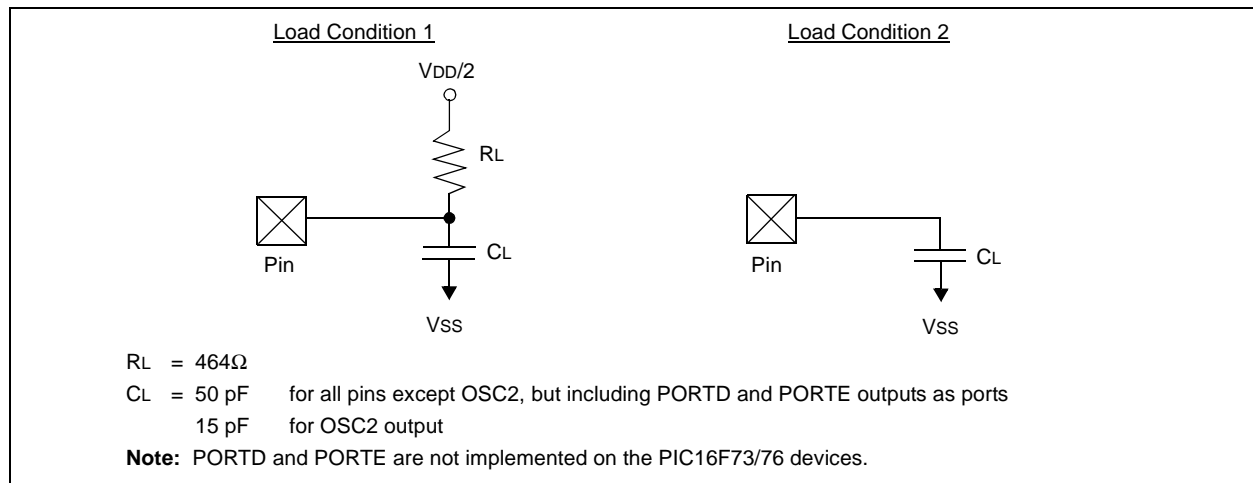 Load Condition 1
VDD/2
RL
Pin
CL
VSS
Load Condition 2
Pin
CL
VSS
RL = 464Ω
CL = 50 pF for all pins except OSC2, but including PORTD and PORTE outputs as ports
15 pF for OSC2 output
Note: PORTD and PORTE are not implemented on the PIC16F73/76 devices.